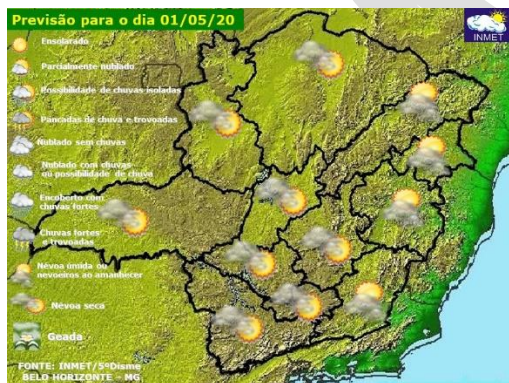 Previsão para o dia 01/05/20
INMET
Ensolarado
Parcialmente nublado
Possibilidade de chuvas isoladas
Pancadas de chuva e trovoadas
Nublado sem chuvas
Nublado com chuvas
ou possibilidade de chuva
Encoberto com
chuvas fortes
Chuvas fortes
e trovoadas
Névoa úmida ou
nevoeiros ao amanhecer
Névoa seca
Geada
FONTE: INMET/5ºDisme
BELO HORIZONTE - MG